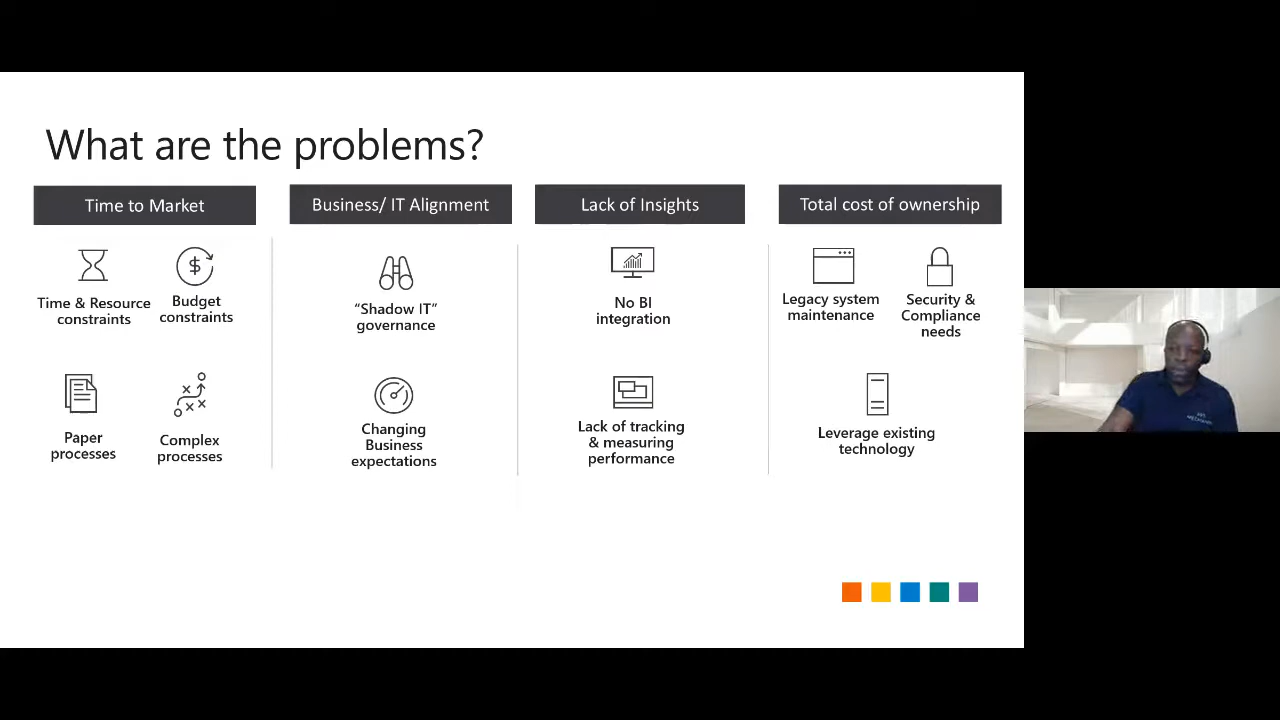 What are the problems?
Time to Market
Business/ IT Alignment
Lack of Insights
Total cost of ownership
Time & Resource
constraints
Budget
constraints
Paper
processes
Complex
processes
“Shadow IT”
governance
Changing
Business
expectations
No BI
integration
Lack of tracking
& measuring
performance
Legacy system
maintenance
Security &
Compliance
needs
Leverage existing
technology